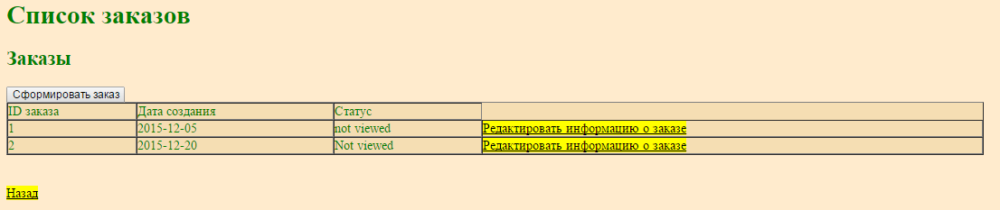 Список заказов
Заказы
Сформировать заказ
ID заказа Дата создания Статус
1 2015-12-05 not viewed Редактировать информацию о заказе
2 2015-12-20 Not viewed Редактировать информацию о заказе
Назад